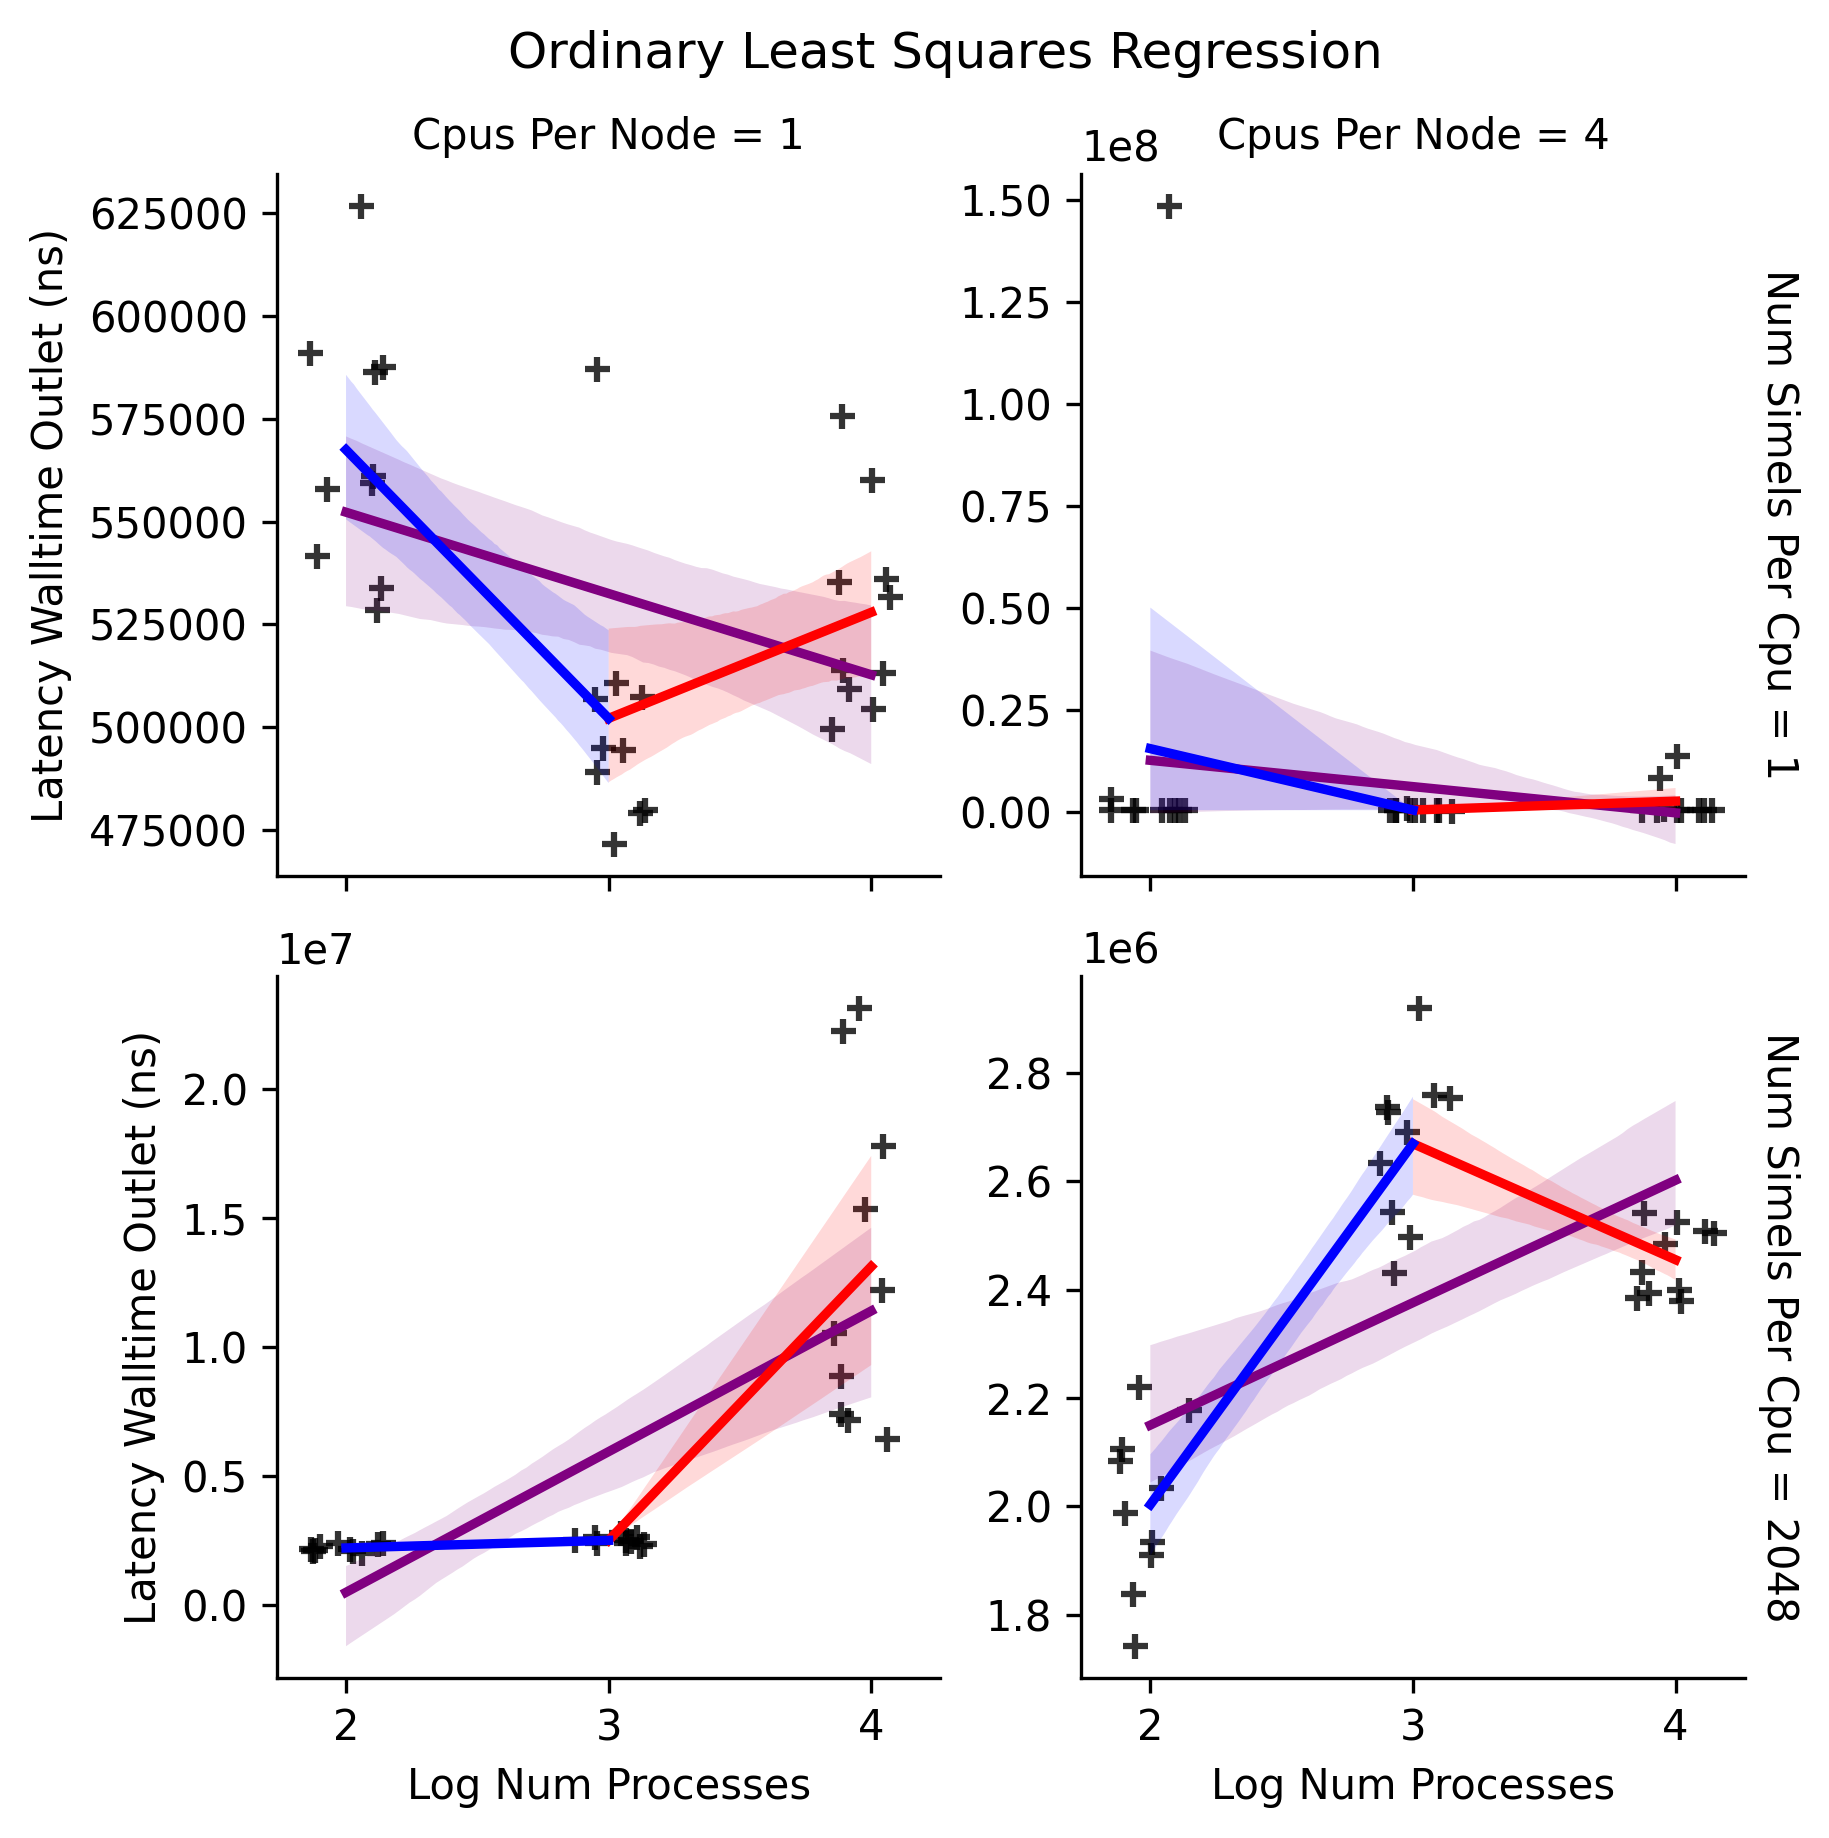 Ordinary Least Squares Regression
Cpus Per Node = 1
Cpus Per Node = 4
1e8
Latency Walltime Outlet (ns)
625000
600000
575000
550000
525000
500000
475000
1.50
1.25
1.00
0.75
0.50
0.25
0.00
Num Simels Per Cpu = 1
1e7
Latency Walltime Outlet (ns)
2.0
1.5
1.0
0.5
0.0
2
3
4
Log Num Processes
1e6
2.8
2.6
2.4
2.2
2.0
1.8
2
3
4
Log Num Processes
Num Simels Per Cpu = 2048